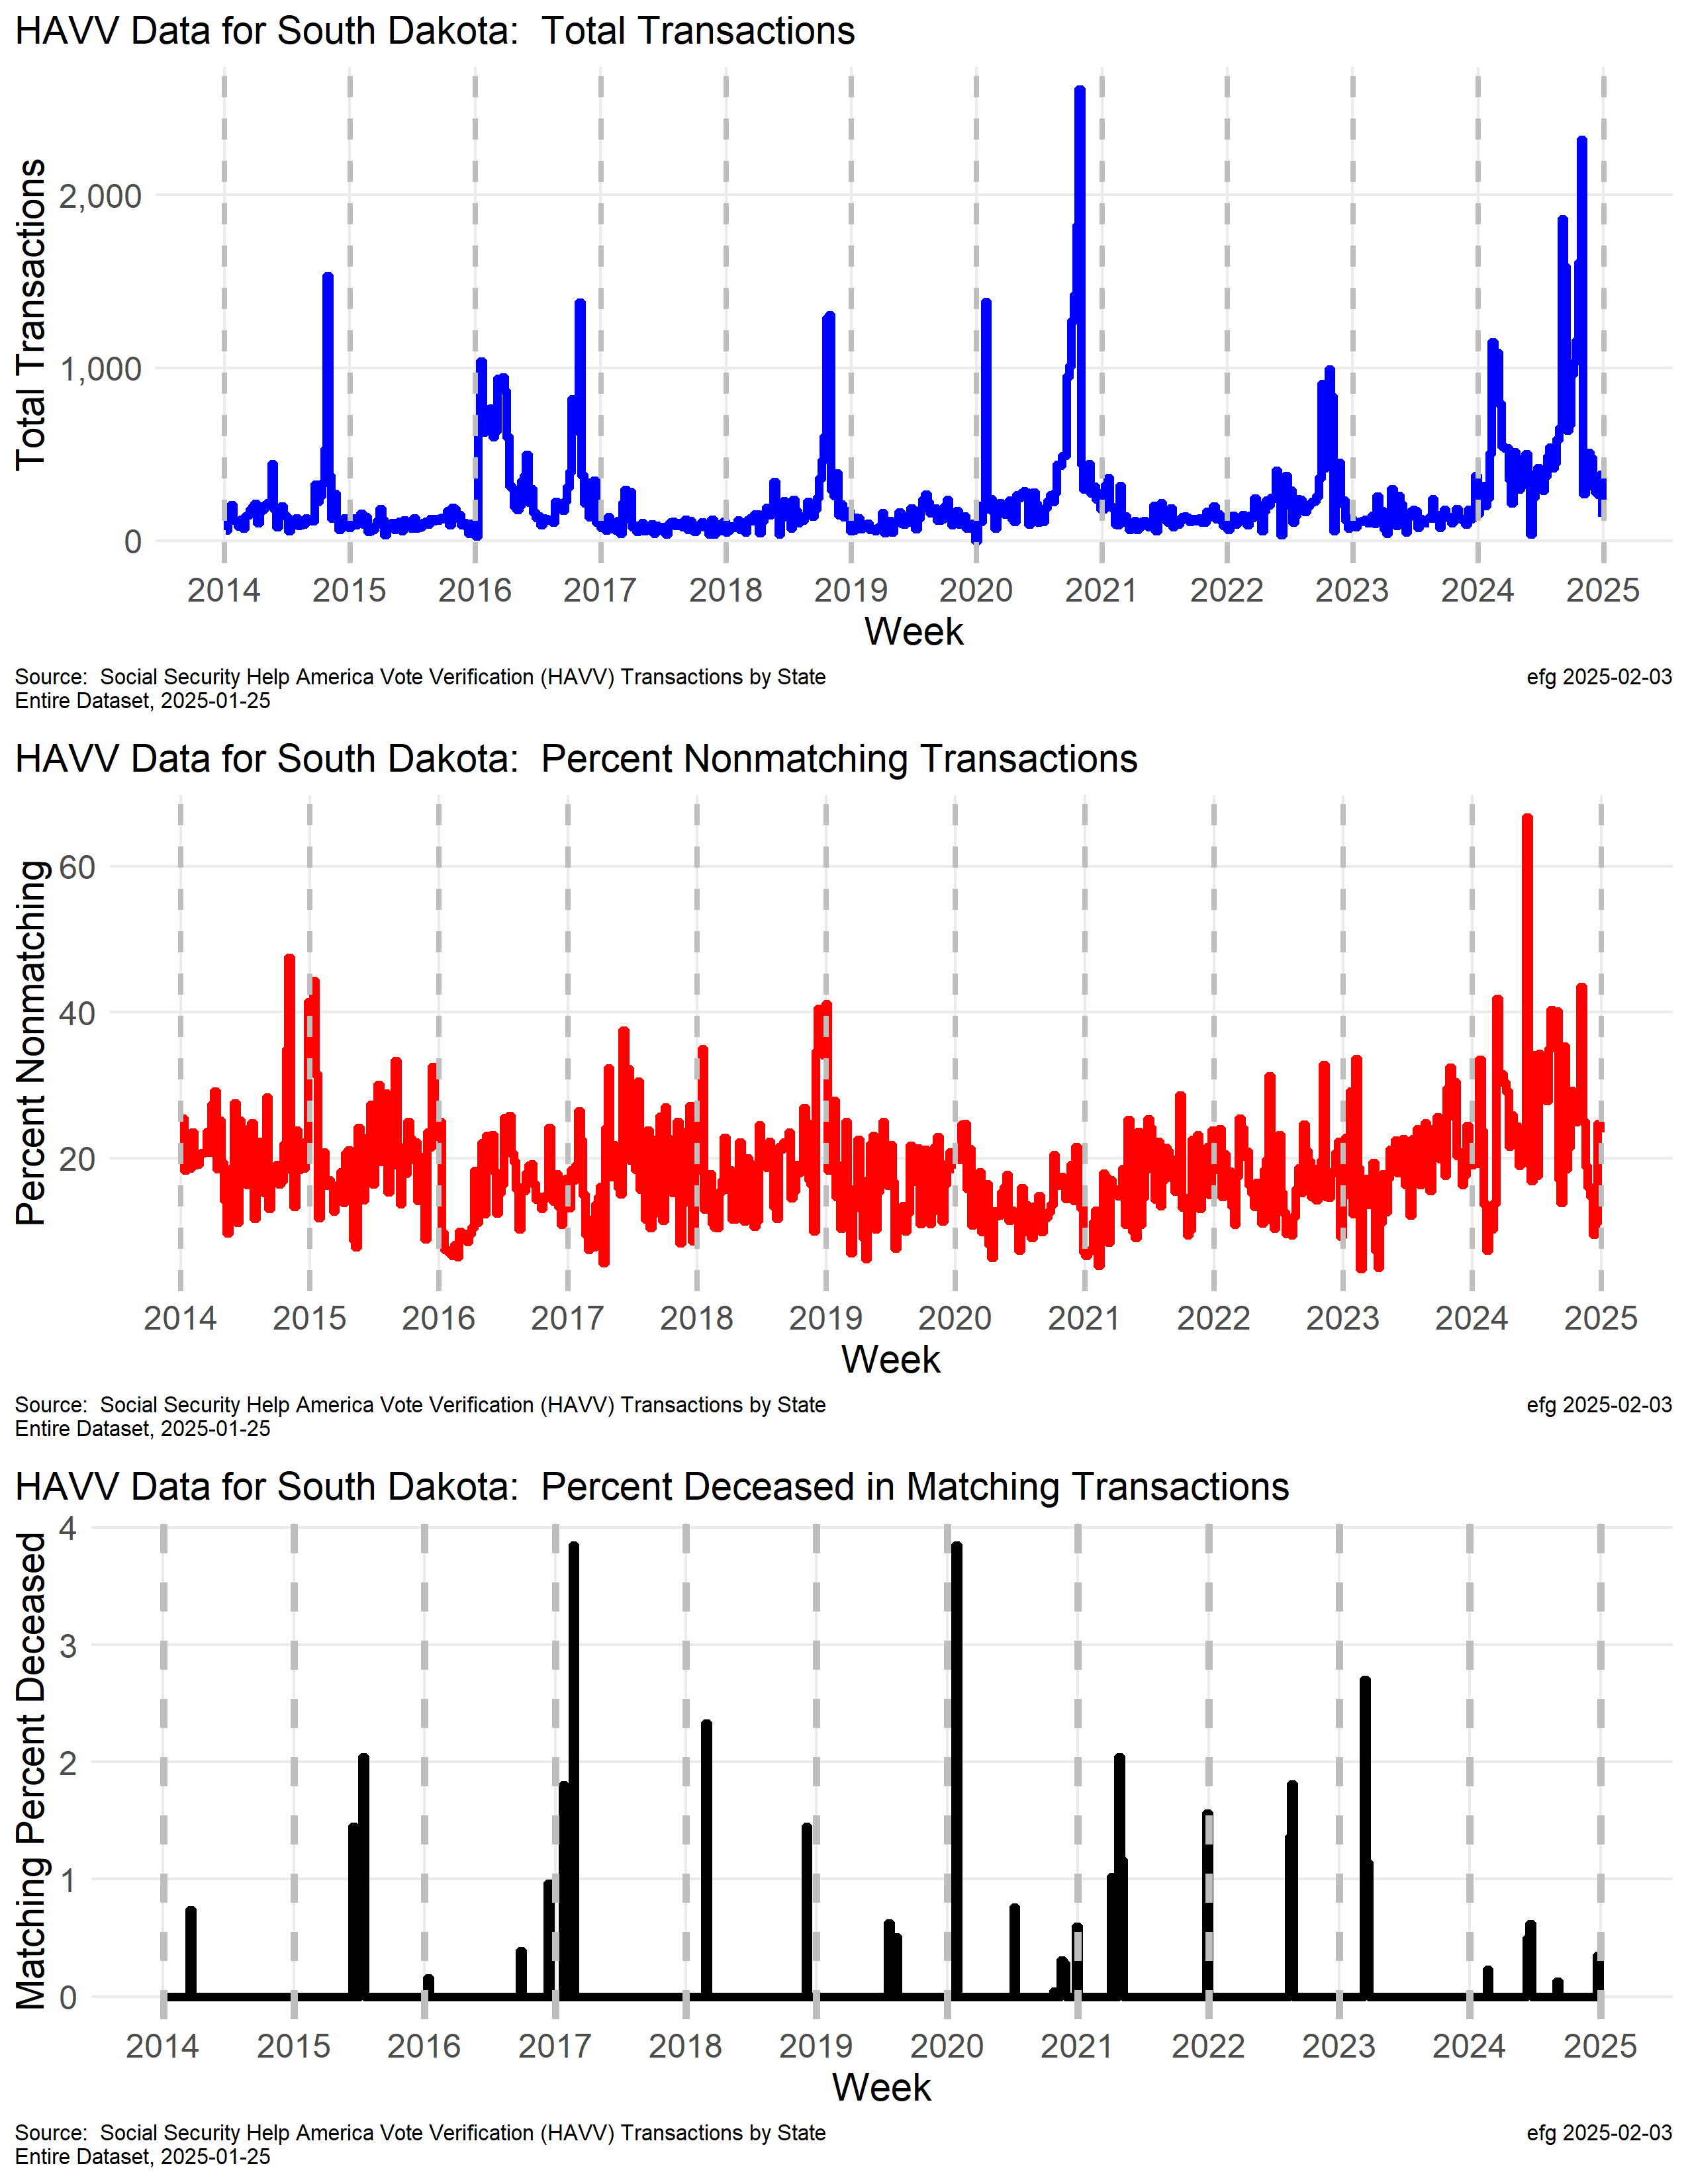 HAVV Data for South Dakota:  Total Transactions
Total Transactions
2,000
1,000
0
2014 2015 2016 2017 2018 2019 2020 2021 2022 2023 2024 2025
Week
Source:  Social Security Help America Vote Verification (HAVV) Transactions by State efg 2025-02-03
Entire Dataset, 2025-01-25
HAVV Data for South Dakota:  Percent Nonmatching Transactions
Percent Nonmatching
60
40
20
2014 2015 2016 2017 2018 2019 2020 2021 2022 2023 2024 2025
Week
Source:  Social Security Help America Vote Verification (HAVV) Transactions by State efg 2025-02-03
Entire Dataset, 2025-01-25
HAVV Data for South Dakota:  Percent Deceased in Matching Transactions
Matching Percent Deceased
4
3
2
1
0
2014 2015 2016 2017 2018 2019 2020 2021 2022 2023 2024 2025
Week
Source:  Social Security Help America Vote Verification (HAVV) Transactions by State efg 2025-02-03
Entire Dataset, 2025-01-25